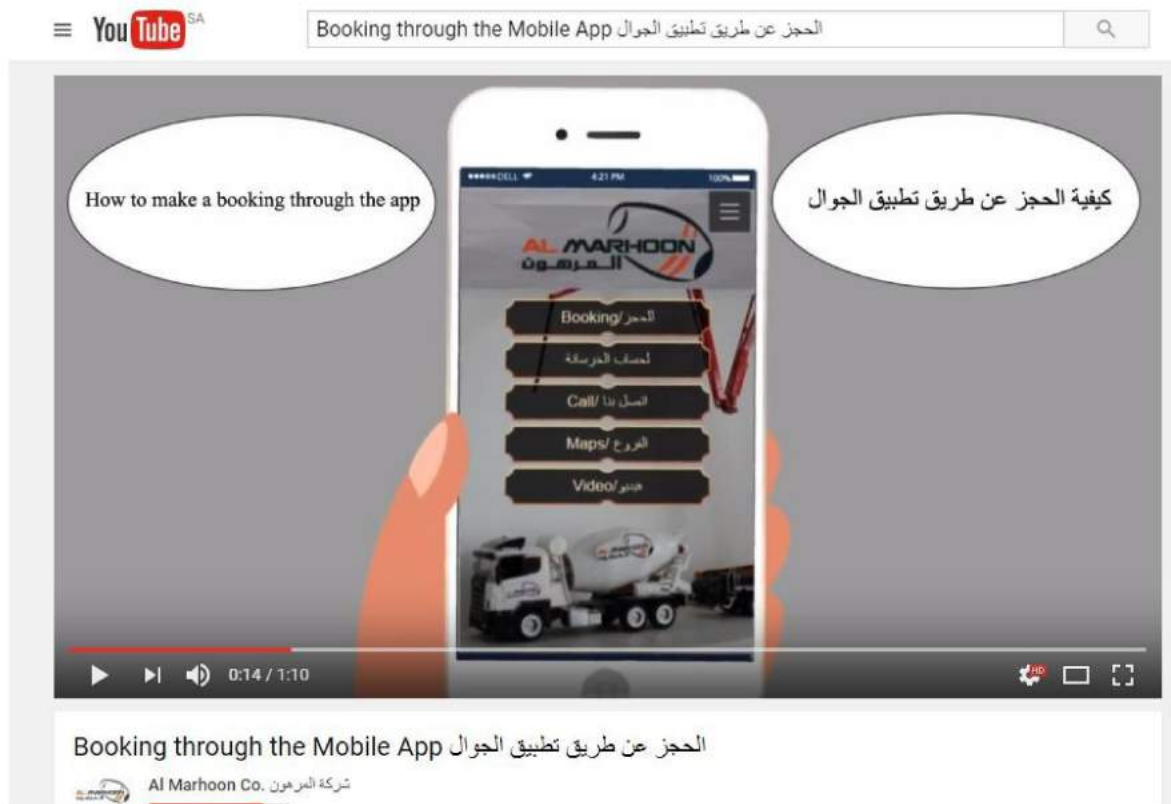 YouTube SA
Booking through the Mobile App الحجز عن طريق تطبيق الجوال
How to make a booking through the app
كيفية الحجز عن طريق تطبيق الجوال
DELL 4:21 PM 100%
AL MARHOON
المرهون
Booking/الحجز
لحساب الخرسانة
Call/ اتصل بنا
Maps/ الفروع
Video/فيديو
0:14 / 1:10
HD
Booking through the Mobile App الحجز عن طريق تطبيق الجوال
Al Marhoon Co. شركة المرهون